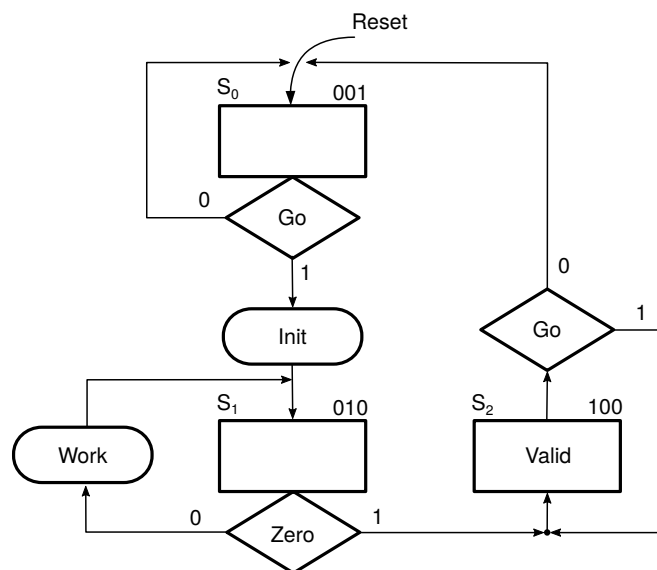 Reset
S₀ 001
0 Go
1
0
Init
Go 1
S₁ 010
S₂ 100
Work
Valid
0 Zero 1